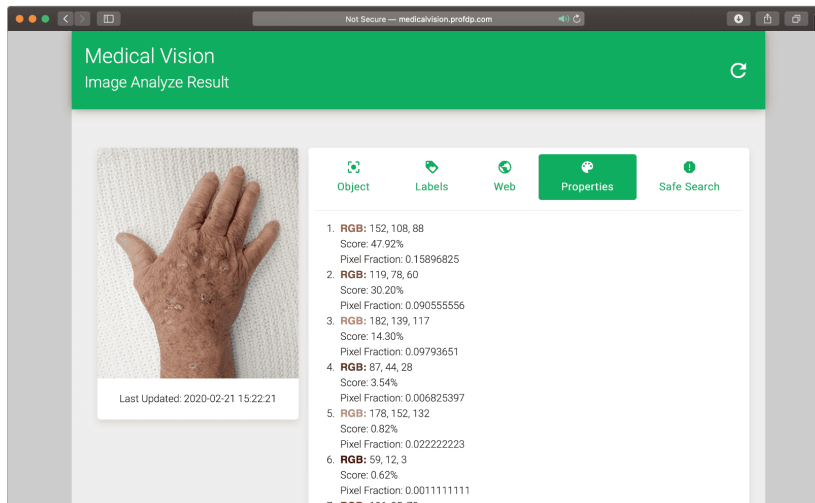 Not Secure — medicalvision.profdp.com
Medical Vision
Image Analyze Result
Object
Labels
Web
Properties
Safe Search
Last Updated: 2020-02-21 15:22:21
1. RGB: 152, 108, 88
Score: 47.92%
Pixel Fraction: 0.15896825
2. RGB: 119, 78, 60
Score: 30.20%
Pixel Fraction: 0.090555556
3. RGB: 182, 139, 117
Score: 14.30%
Pixel Fraction: 0.09793651
4. RGB: 87, 44, 28
Score: 3.54%
Pixel Fraction: 0.006825397
5. RGB: 178, 152, 132
Score: 0.82%
Pixel Fraction: 0.022222223
6. RGB: 59, 12, 3
Score: 0.62%
Pixel Fraction: 0.0011111111